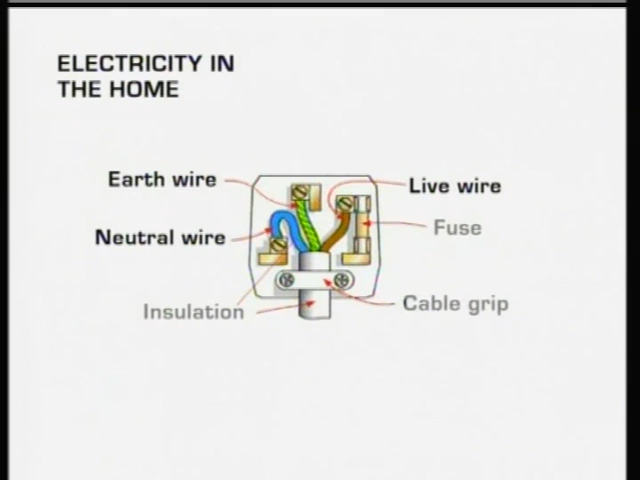 ELECTRICITY IN
THE HOME
Earth wire
Live wire
Neutral wire
Fuse
Insulation
Cable grip